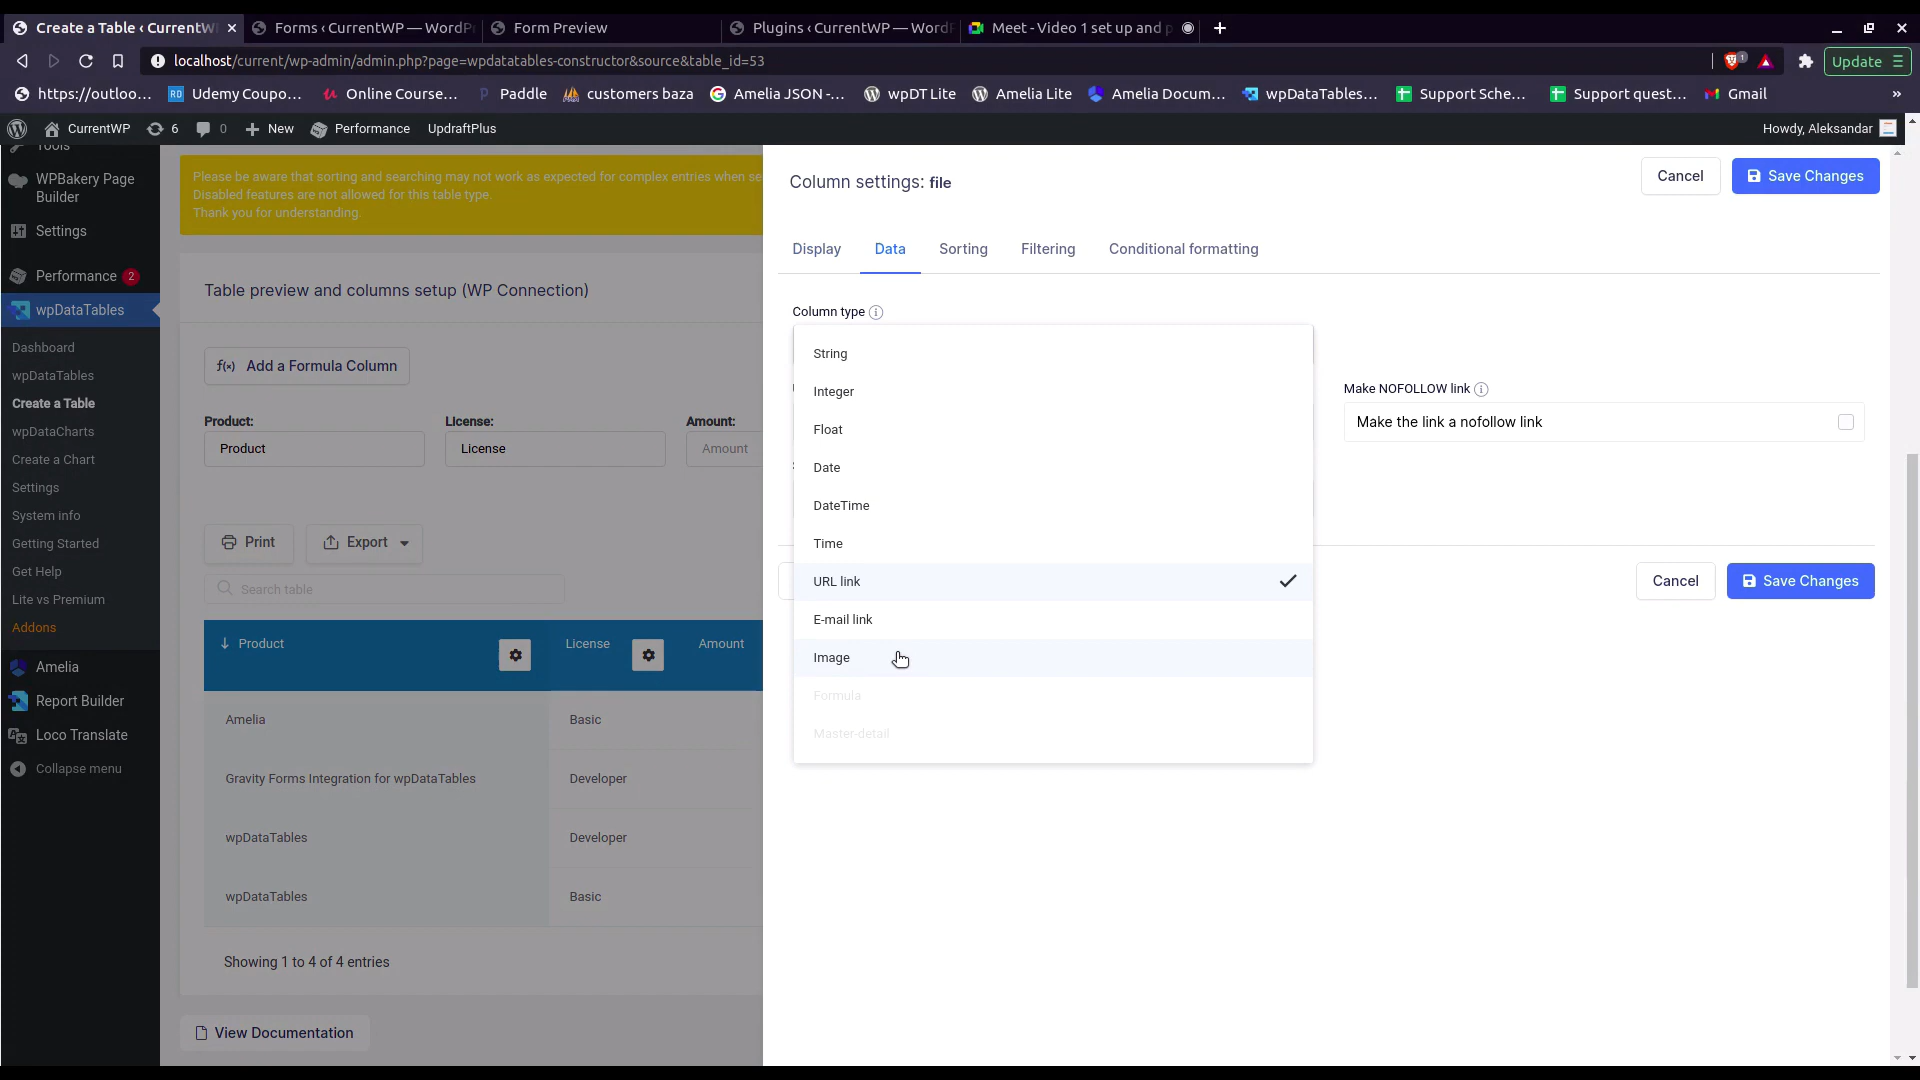 Create a Table ‹ CurrentW
Forms ‹ CurrentWP — WordP
Form Preview
Plugins ‹ CurrentWP — Word
Meet - Video 1 set up and p
localhost/current/wp-admin/admin.php?page=wpdatatables-constructor&source&table_id=53
1
Update
https://outloo...
RD
Udemy Coupo...
Online Course...
Paddle
customers baza
Amelia JSON -...
wpDT Lite
Amelia Lite
Amelia Docum...
wpDataTables...
Support Sche...
Support quest...
Gmail
»
CurrentWP
6
0
New
Performance
UpdraftPlus
Howdy, Aleksandar
Tools
WPBakery Page
Builder
Settings
Performance 2
wpDataTables
Dashboard
wpDataTables
Create a Table
wpDataCharts
Create a Chart
Settings
System info
Getting Started
Get Help
Lite vs Premium
Addons
Amelia
Report Builder
Loco Translate
Collapse menu
Please be aware that sorting and searching may not work as expected for complex entries when se
Disabled features are not allowed for this table type.
Thank you for understanding.
Table preview and columns setup (WP Connection)
f(x) Add a Formula Column
Product:
License:
Amount:
Product
License
Amount
Print
Export
Search table
Product
License
Amount
Amelia
Basic
Gravity Forms Integration for wpDataTables
Developer
wpDataTables
Developer
wpDataTables
Basic
Showing 1 to 4 of 4 entries
View Documentation
Column settings: file
Cancel
Save Changes
Display
Data
Sorting
Filtering
Conditional formatting
Column type
String
Integer
Float
Date
DateTime
Time
URL link
E-mail link
Image
Formula
Master-detail
Make NOFOLLOW link
Make the link a nofollow link
Cancel
Save Changes